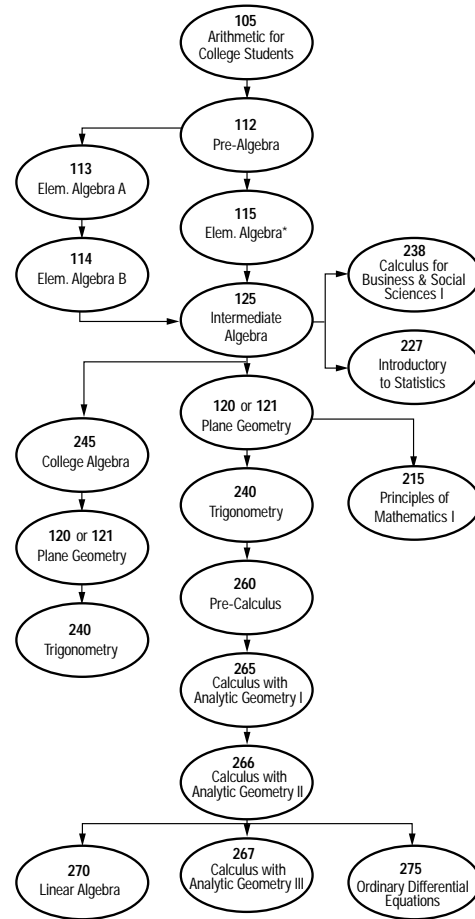 105
Arithmetic for
College Students
112
Pre-Algebra
113
Elem. Algebra A
115
Elem. Algebra*
114
Elem. Algebra B
238
Calculus for
Business & Social
Sciences I
125
Intermediate
Algebra
227
Introductory
to Statistics
120 or 121
Plane Geometry
245
College Algebra
215
Principles of
Mathematics I
240
Trigonometry
120 or 121
Plane Geometry
260
Pre-Calculus
240
Trigonometry
265
Calculus with
Analytic Geometry I
266
Calculus with
Analytic Geometry II
270
Linear Algebra
267
Calculus with
Analytic Geometry III
275
Ordinary Differential
Equations